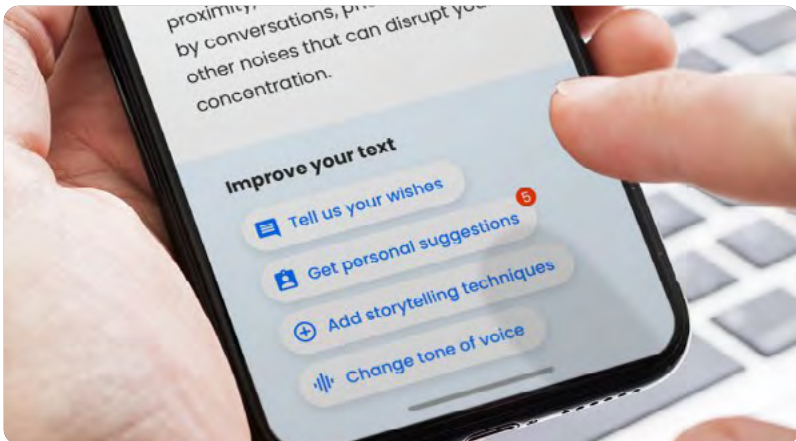 proximity,
by conversations,
other noises that can disrupt
concentration.
Improve your text
Tell us your wishes
5
Get personal suggestions
Add storytelling techniques
Change tone of voice